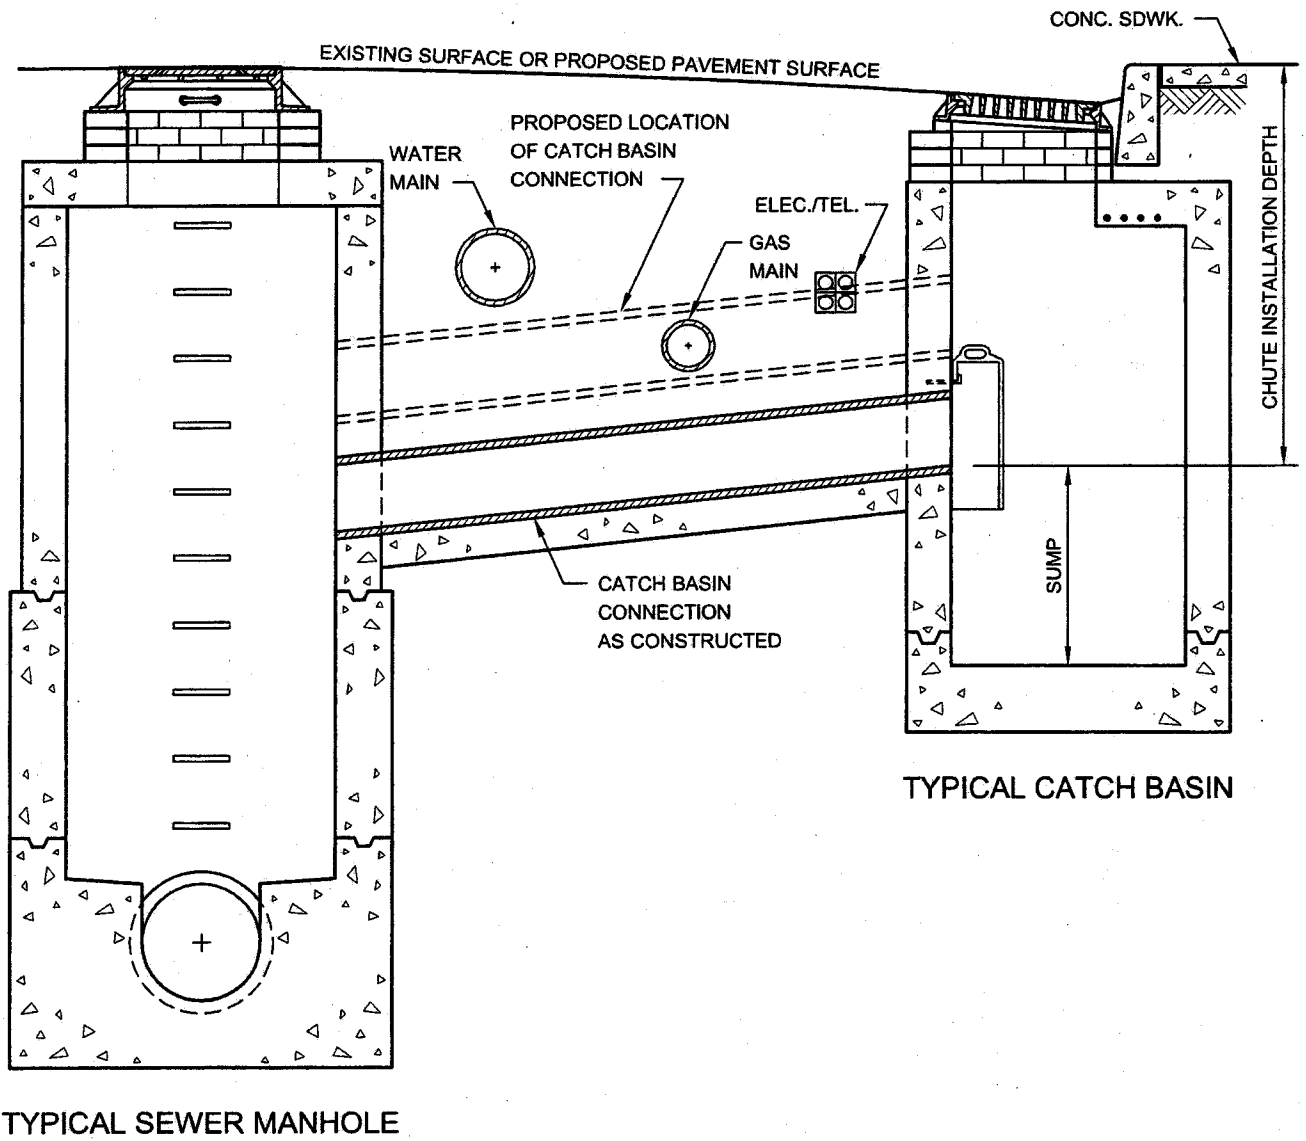 CONC. SDWK.
EXISTING SURFACE OR PROPOSED PAVEMENT SURFACE
PROPOSED LOCATION
OF CATCH BASIN
CONNECTION
WATER
MAIN
ELEC./TEL.
GAS
MAIN
CHUTE INSTALLATION DEPTH
SUMP
CATCH BASIN
CONNECTION
AS CONSTRUCTED
TYPICAL CATCH BASIN
TYPICAL SEWER MANHOLE